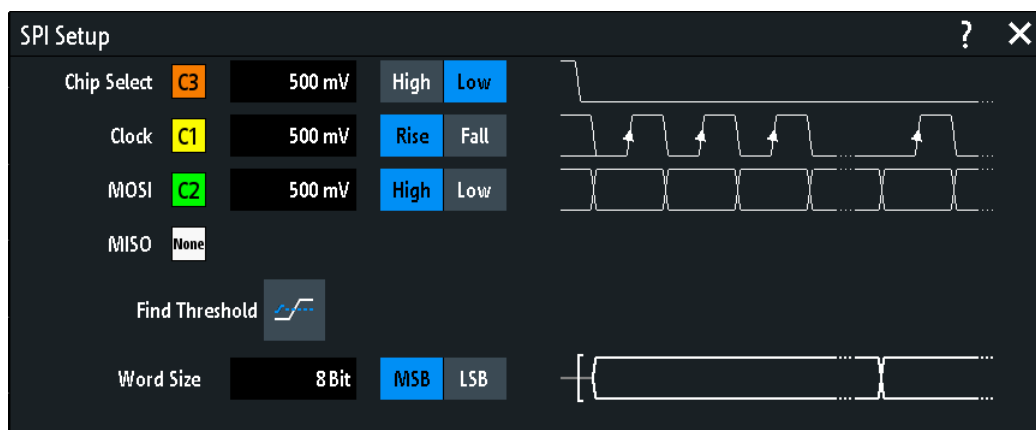 SPI Setup ? ×
Chip Select C3 500 mV High Low
Clock C1 500 mV Rise Fall
MOSI C2 500 mV High Low
MISO None
Find Threshold
Word Size 8 Bit MSB LSB